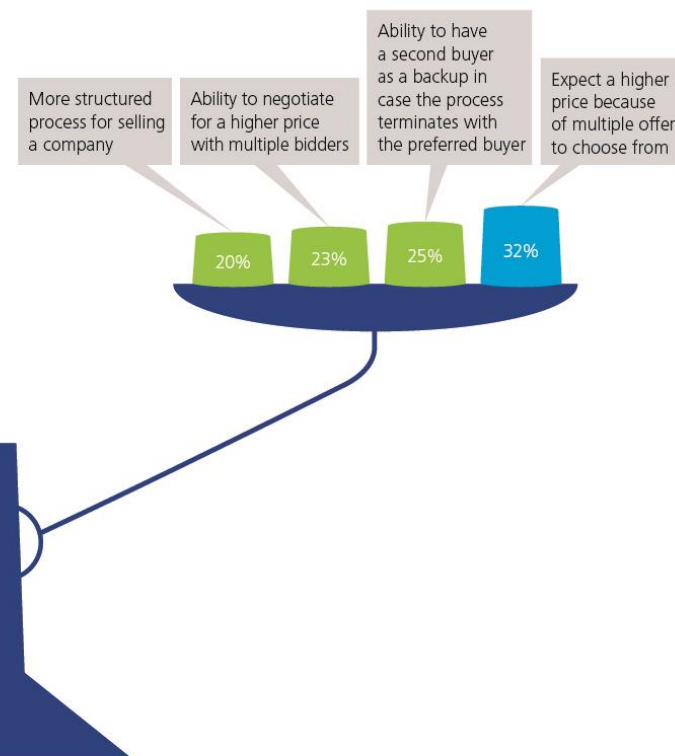 More structured
process for selling
a company
Ability to negotiate
for a higher price
with multiple bidders
Ability to have
a second buyer
as a backup in
case the process
terminates with
the preferred buyer
Expect a higher
price because
of multiple offer
to choose from
20%
23%
25%
32%